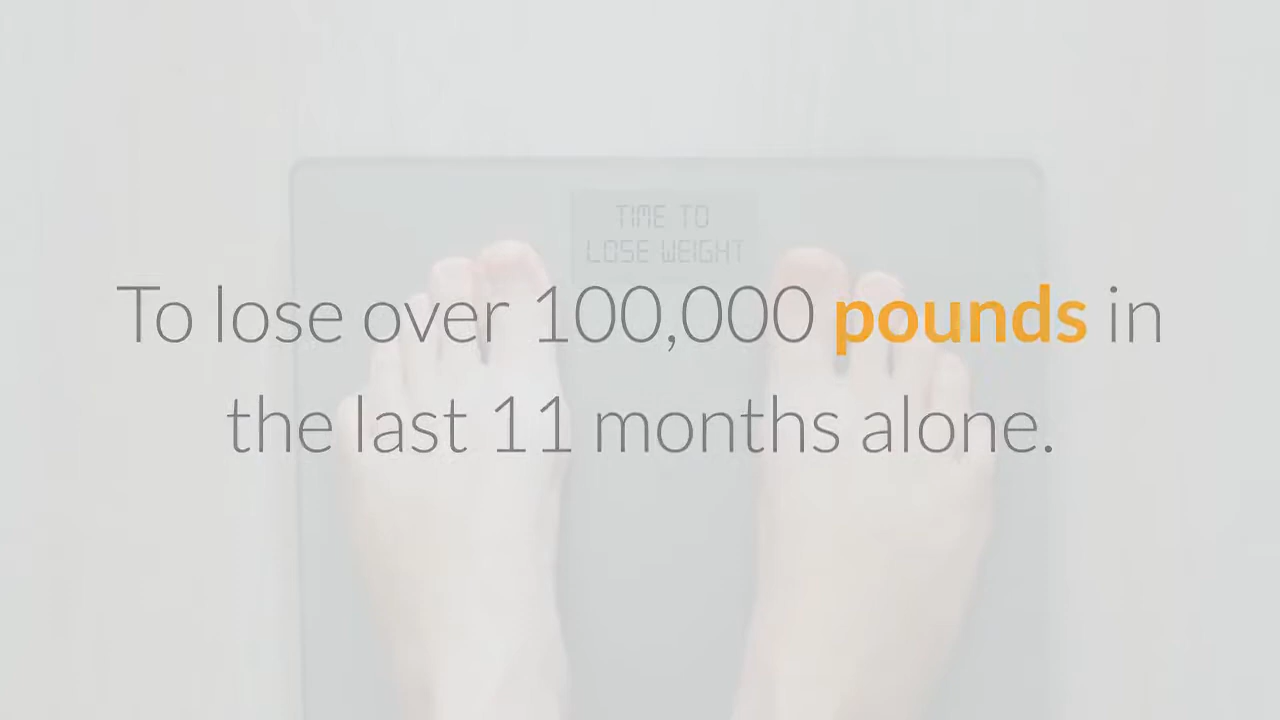 TIME TO
LOSE WEIGHT
To lose over 100,000 pounds in
the last 11 months alone.